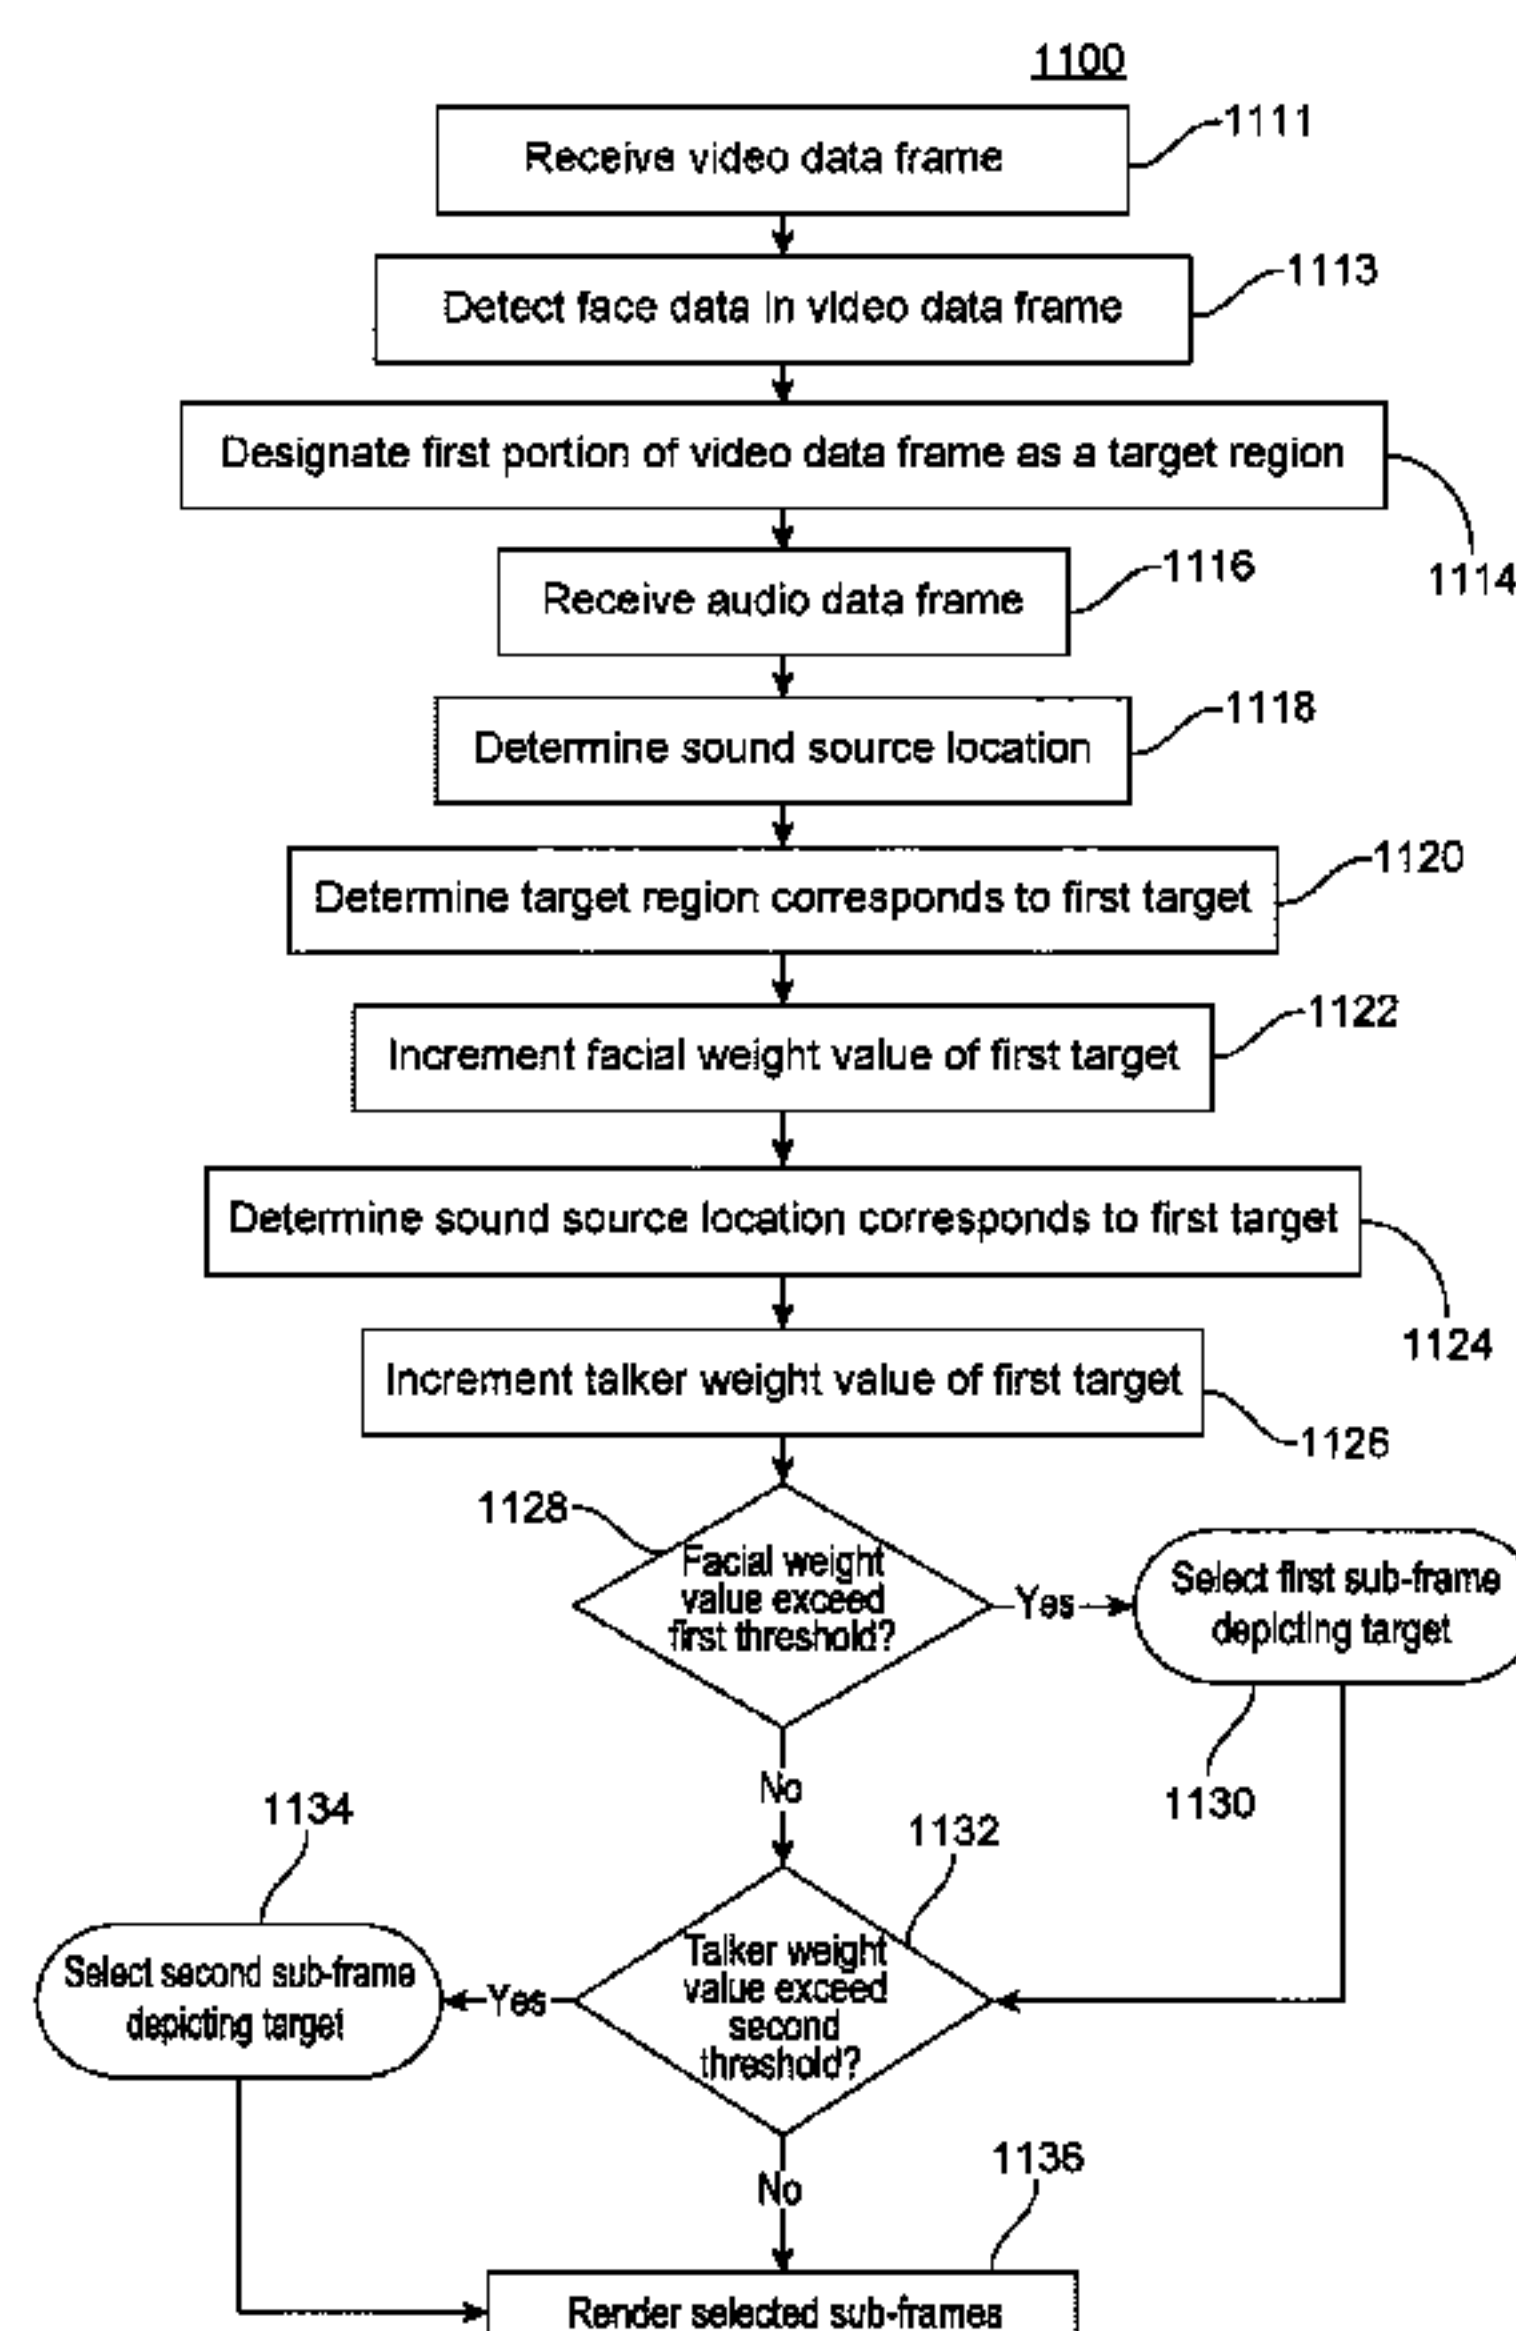 1100
Receive video data frame
1111
Detect face data in video data frame
1113
Designate first portion of video data frame as a target region
1114
Receive audio data frame
1116
Determine sound source location
1118
Determine target region corresponds to first target
1120
Increment facial weight value of first target
1122
Determine sound source location corresponds to first target
1124
Increment talker weight value of first target
1126
1128
Facial weight
value exceed
first threshold?
Yes
Select first sub-frame
depicting target
1130
No
1132
Talker weight
value exceed
second
threshold?
Yes
1134
Select second sub-frame
depicting target
No
1136
Render selected sub-frames